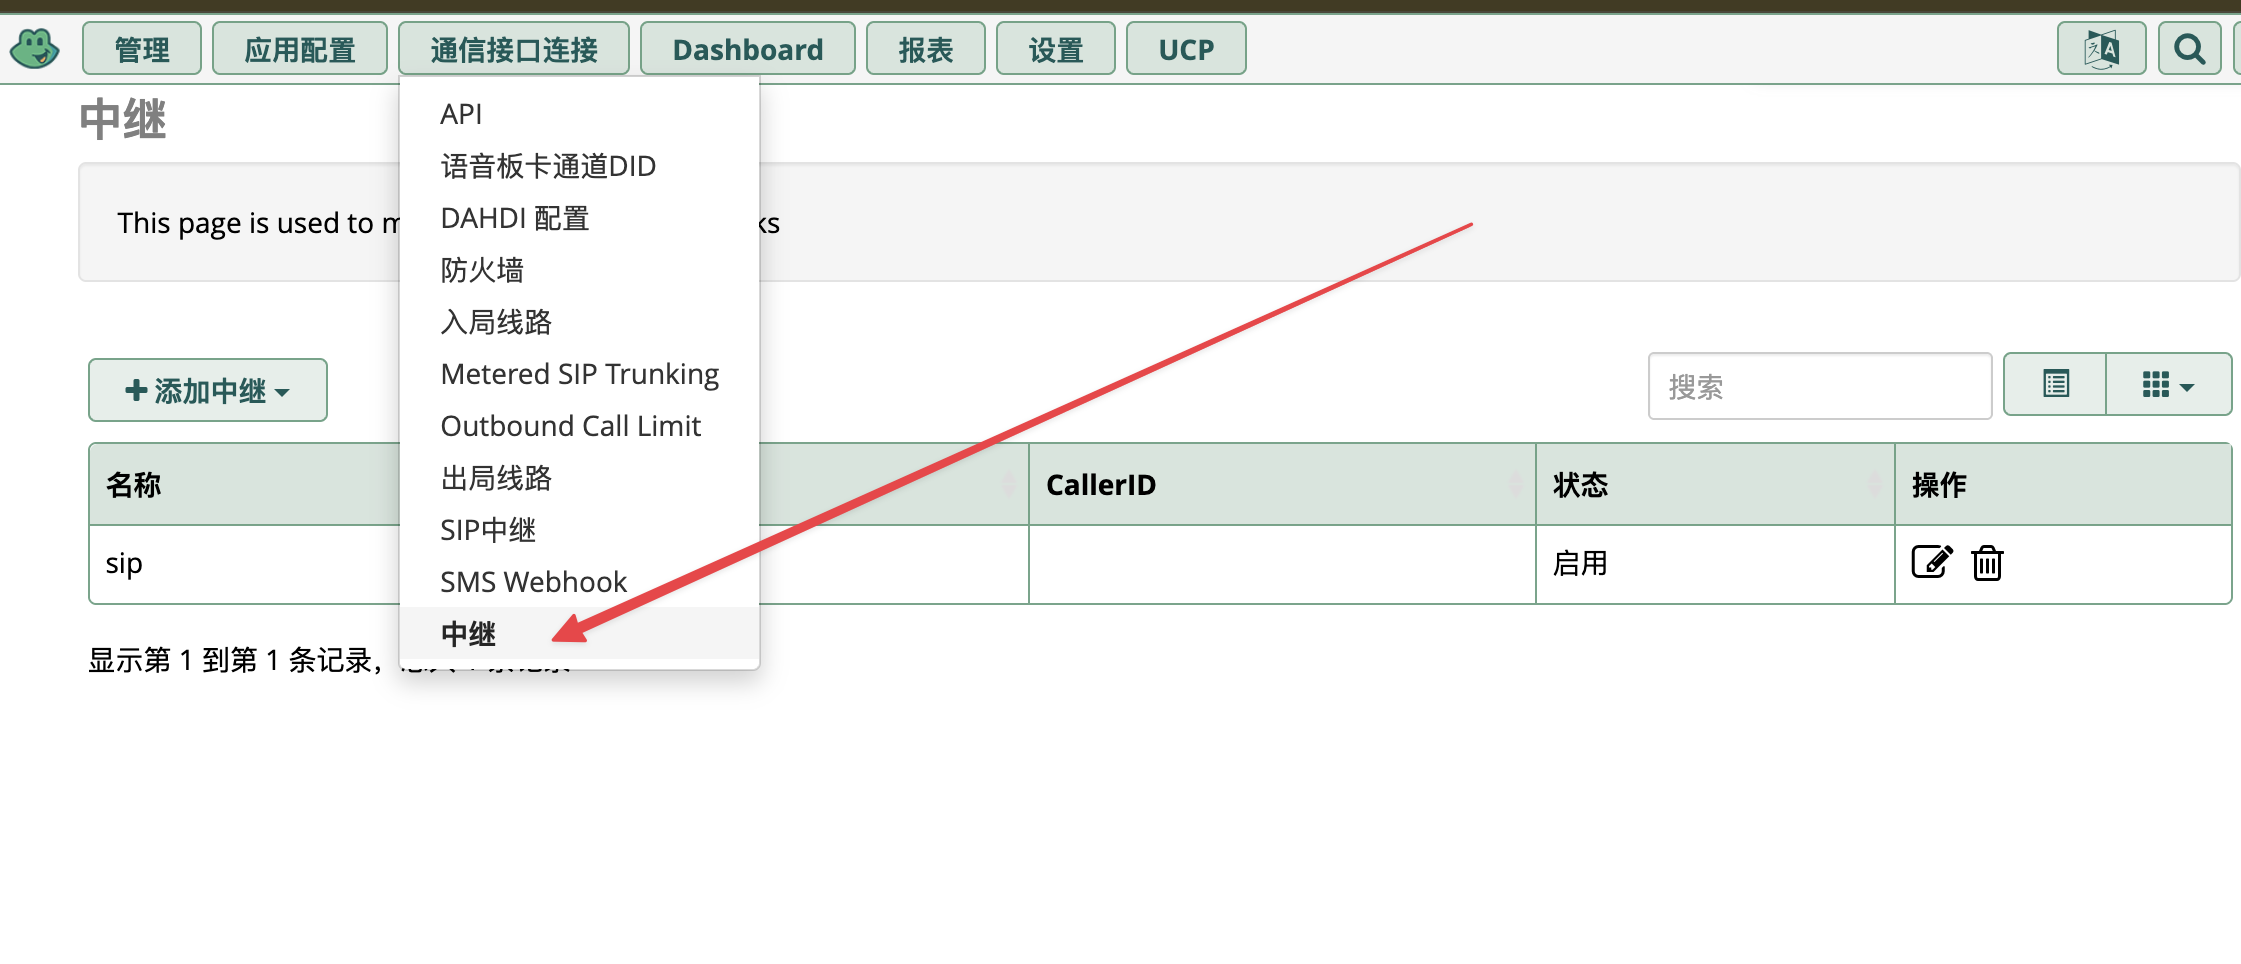 管理 应用配置 通信接口连接 Dashboard 报表 设置 UCP
中继
API
语音板卡通道DID
DAHDI 配置
防火墙
入局线路
Metered SIP Trunking
Outbound Call Limit
出局线路
SIP中继
SMS Webhook
中继
This page is used to
添加中继
搜索
名称 CallerID 状态 操作
sip 启用
显示第 1 到第 1 条记录，